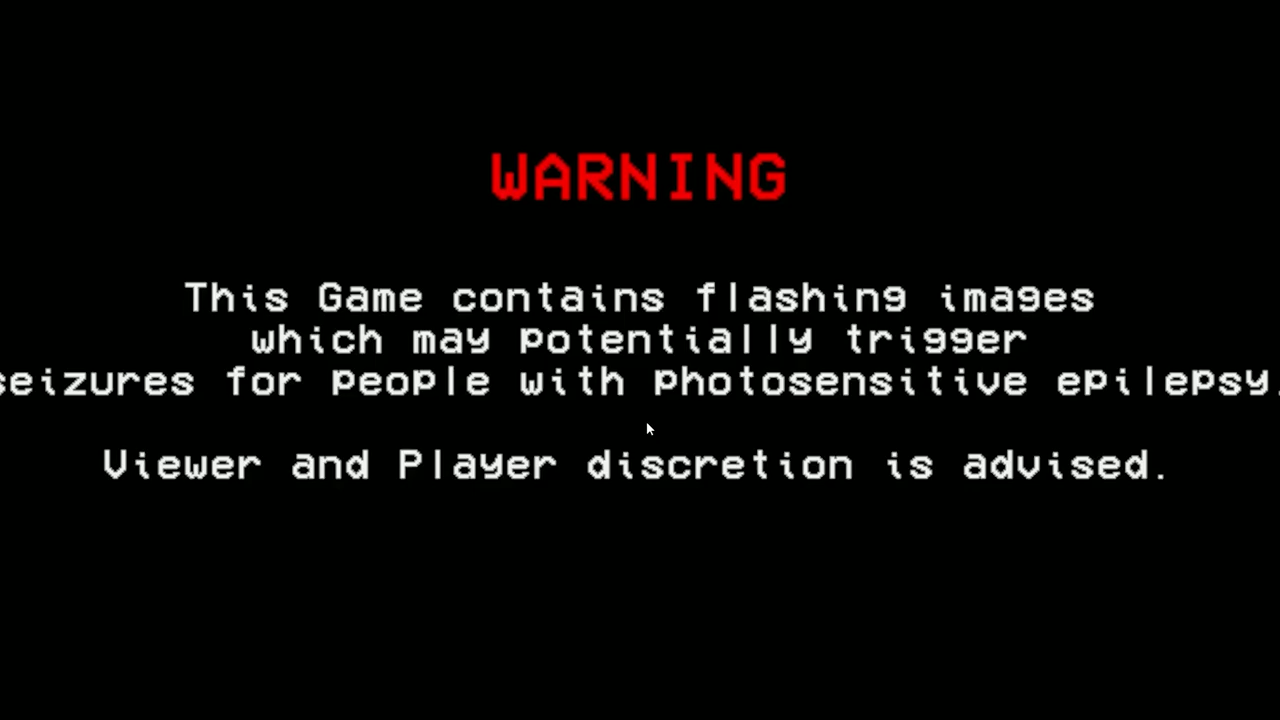 WARNING
This Game contains flashing images
which may potentially trigger
seizures for people with photosensitive epilepsy.
Viewer and Player discretion is advised.